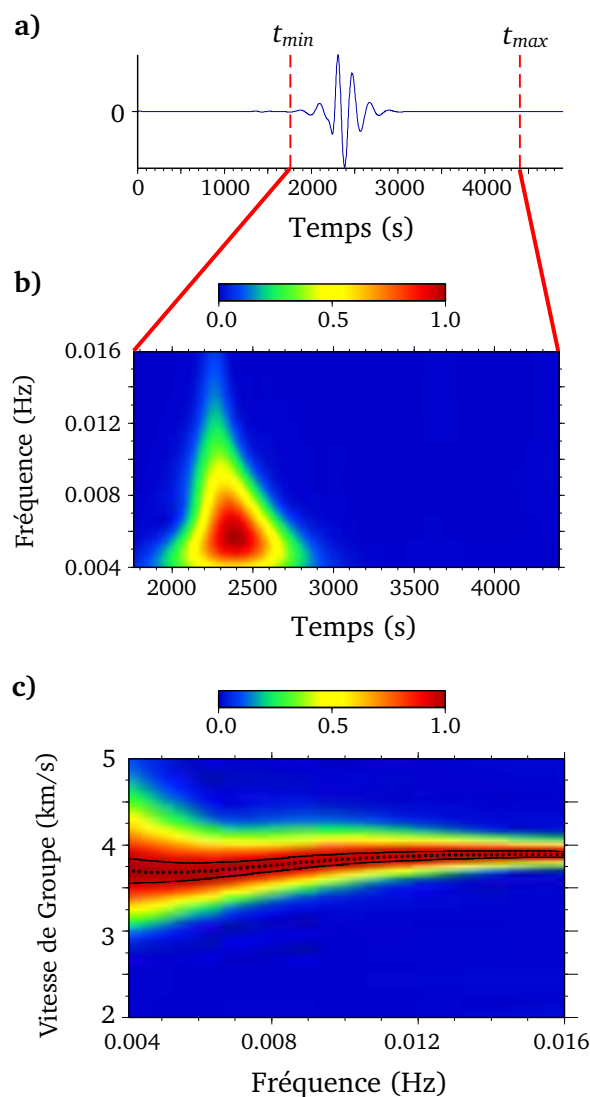 a)
t_min t_max
0
0 1000 2000 3000 4000
Temps (s)
b)
0.0 0.5 1.0
0.016
0.012
0.008
0.004
Fréquence (Hz)
2000 2500 3000 3500 4000
Temps (s)
c)
0.0 0.5 1.0
5
4
3
2
Vitesse de Groupe (km/s)
0.004 0.008 0.012 0.016
Fréquence (Hz)